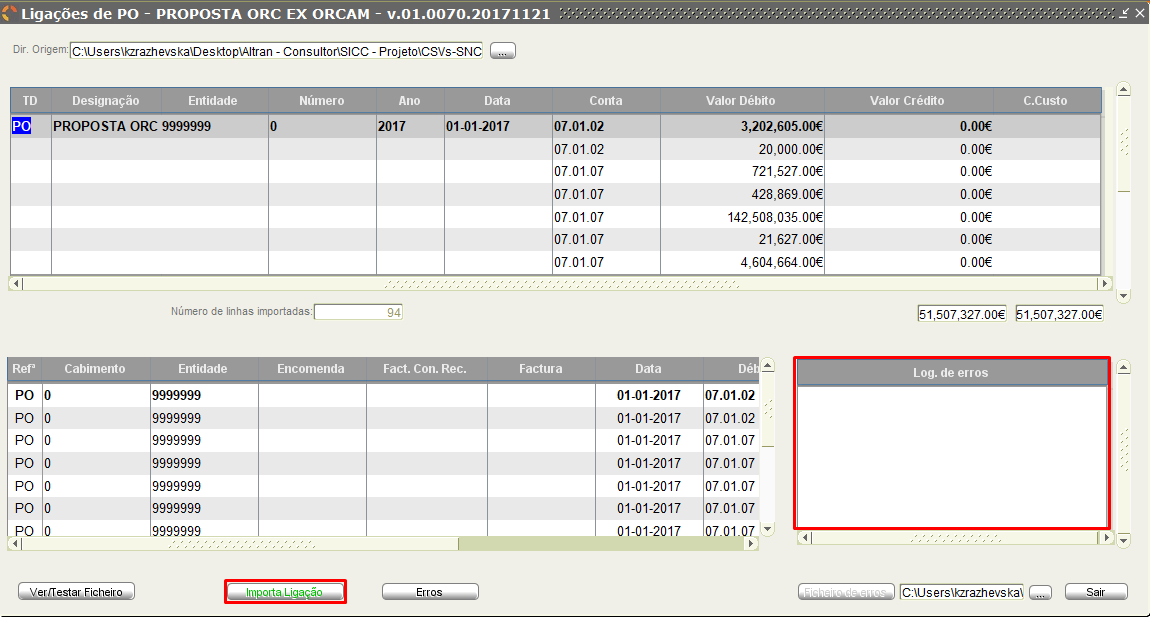 Ligações de PO - PROPOSTA ORC EX ORCAM - v.01.0070.20171121
Dir. Origem: C:\Users\kzrazhevska\Desktop\Altran - Consultor\SICC - Projeto\CSVs-SNC ...
TD Designação Entidade Número Ano Data Conta Valor Débito Valor Crédito C.Custo
PO PROPOSTA ORC 9999999 0 2017 01-01-2017 07.01.02 3,202,605.00€ 0.00€
07.01.02 20,000.00€ 0.00€
07.01.07 721,527.00€ 0.00€
07.01.07 428,869.00€ 0.00€
07.01.07 142,508,035.00€ 0.00€
07.01.07 21,627.00€ 0.00€
07.01.07 4,604,664.00€ 0.00€
Número de linhas importadas: 94 51,507,327.00€ 51,507,327.00€
Refª Cabimento Entidade Encomenda Fact. Con. Rec. Factura Data Déb
PO 0 9999999 01-01-2017 07.01.02
PO 0 9999999 01-01-2017 07.01.02
PO 0 9999999 01-01-2017 07.01.07
PO 0 9999999 01-01-2017 07.01.07
PO 0 9999999 01-01-2017 07.01.07
PO 0 9999999 01-01-2017 07.01.07
PO 0 9999999 01-01-2017 07.01.07
Log. de erros
Ver/Testar Ficheiro Importa Ligação Erros Ficheiro de erros C:\Users\kzrazhevska\ ... Sair